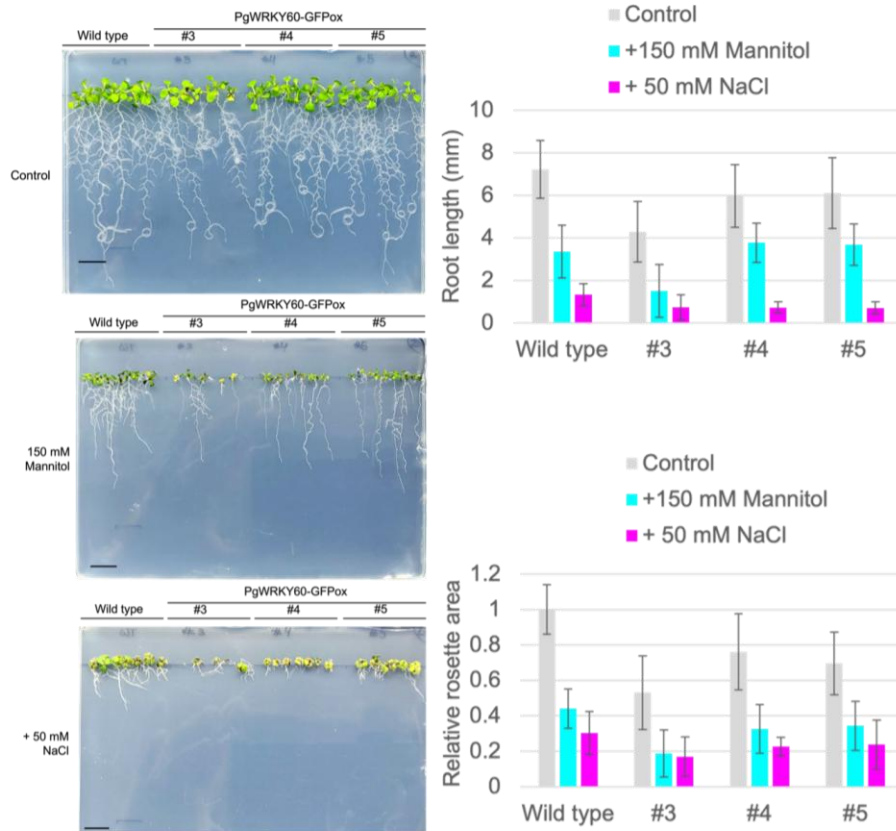 PgWRKY60-GFPox
Wild type #3 #4 #5
Control
PgWRKY60-GFPox
Wild type #3 #4 #5
150 mM
Mannitol
PgWRKY60-GFPox
Wild type #3 #4 #5
+ 50 mM
NaCl
Control
+150 mM Mannitol
+ 50 mM NaCl
Root length (mm)
10
8
6
4
2
0
Wild type #3 #4 #5
Control
+150 mM Mannitol
+ 50 mM NaCl
Relative rosette area
1.2
1
0.8
0.6
0.4
0.2
0
Wild type #3 #4 #5